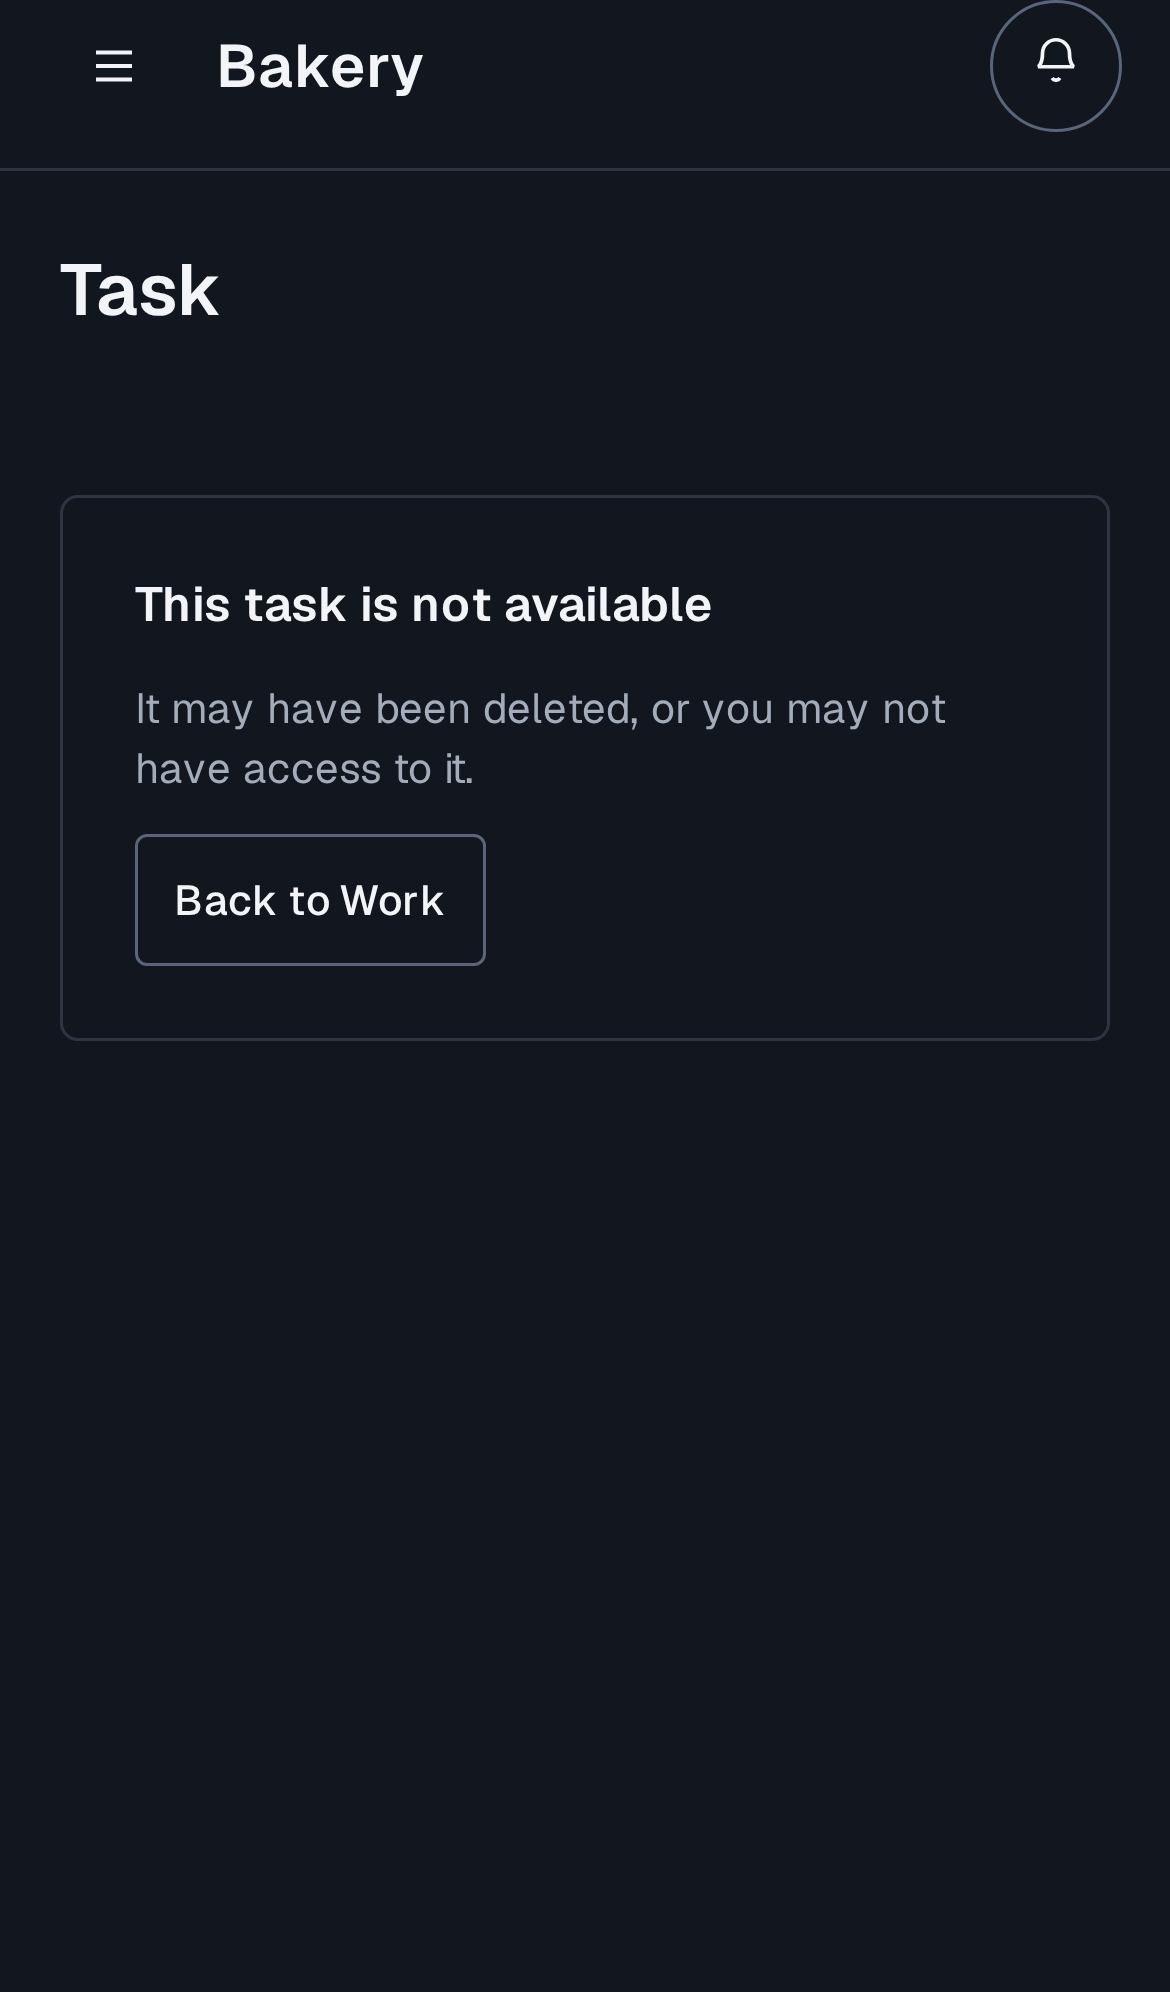 Bakery
Task
This task is not available
It may have been deleted, or you may not
have access to it.
Back to Work